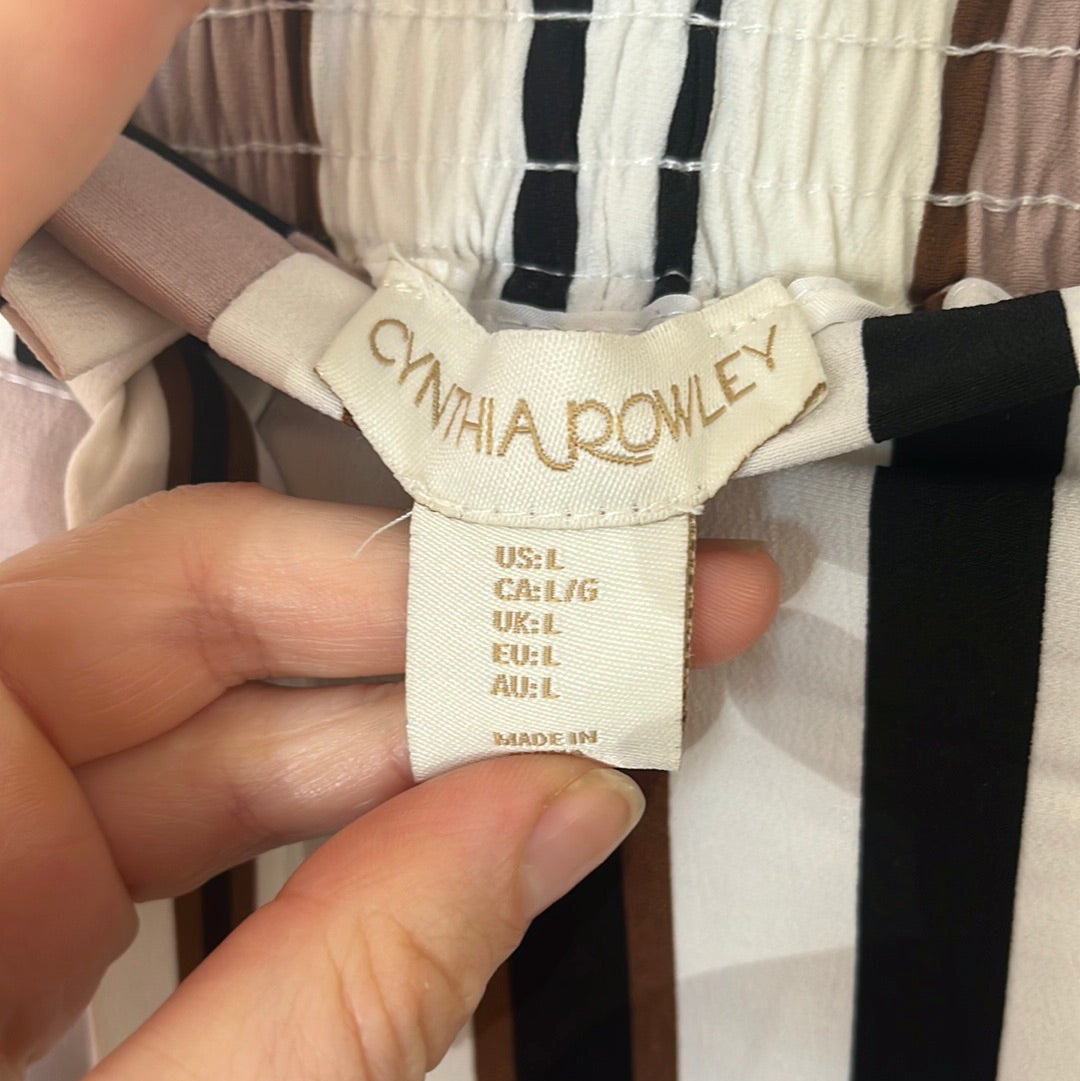 CYNTHIA ROWLEY
US: L
CA: L/G
UK: L
EU: L
AU: L
MADE IN